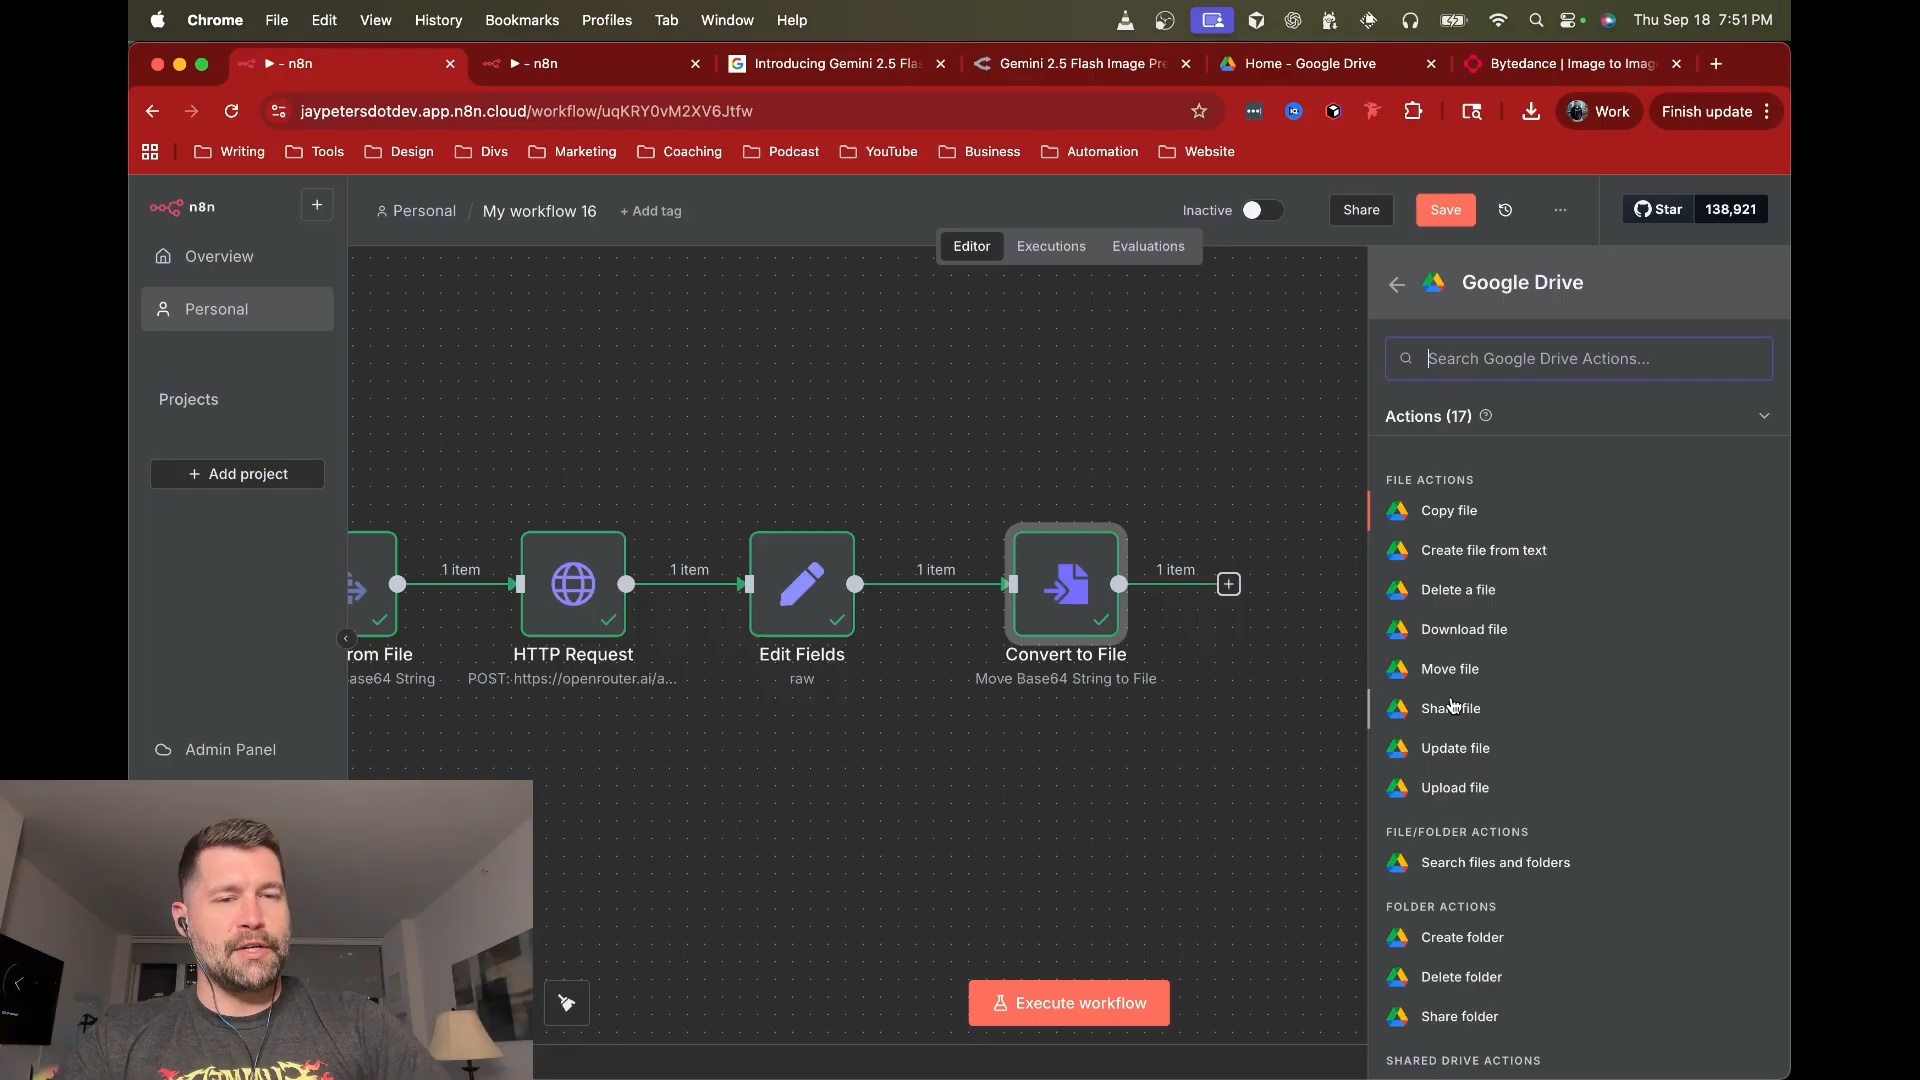 Chrome File Edit View History Bookmarks Profiles Tab Window Help Thu Sep 18 7:51 PM
- n8n - n8n Introducing Gemini 2.5 Fla Gemini 2.5 Flash Image Pre Home - Google Drive Bytedance | Image to Imag
jaypetersdotdev.app.n8n.cloud/workflow/uqKRY0vM2XV6Jtfw Work Finish update
Writing Tools Design Divs Marketing Coaching Podcast YouTube Business Automation Website
n8n
Personal / My workflow 16 + Add tag Inactive Share Save Star 138,921
Editor Executions Evaluations
Overview
Personal
Projects
+ Add project
Admin Panel
1 item 1 item 1 item 1 item
rom File HTTP Request Edit Fields Convert to File
ase64 String POST: https://openrouter.ai/a... raw Move Base64 String to File
Execute workflow
Google Drive
Search Google Drive Actions...
Actions (17)
FILE ACTIONS
Copy file
Create file from text
Delete a file
Download file
Move file
Share file
Update file
Upload file
FILE/FOLDER ACTIONS
Search files and folders
FOLDER ACTIONS
Create folder
Delete folder
Share folder
SHARED DRIVE ACTIONS